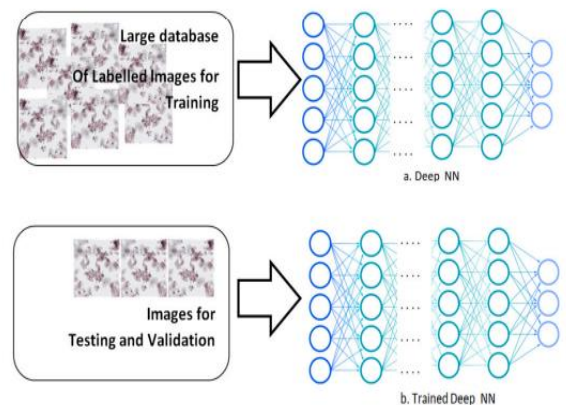 Large database
Of Labelled Images for
Training
....
....
....
a. Deep NN
Images for
Testing and Validation
....
....
....
b. Trained Deep NN